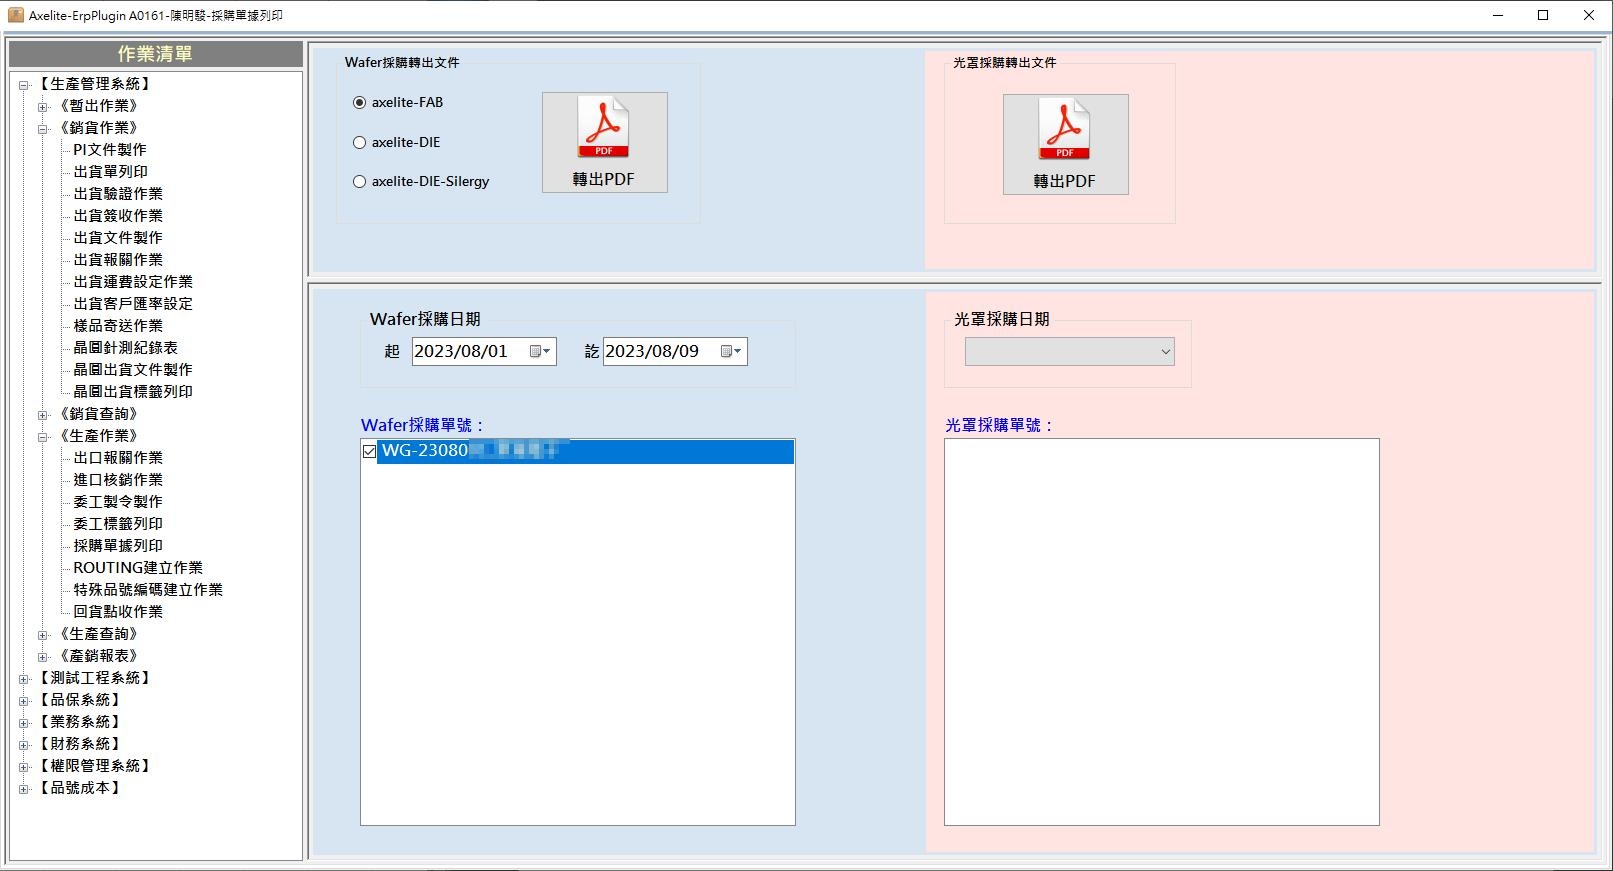 Axelite-ErpPlugin A0161-陳明駿-採購單據列印
作業清單
【生產管理系統】
《暫出作業》
《銷貨作業》
PI文件製作
出貨單列印
出貨驗證作業
出貨簽收作業
出貨文件製作
出貨報關作業
出貨運費設定作業
出貨客戶匯率設定
樣品寄送作業
晶圓針測紀錄表
晶圓出貨文件製作
晶圓出貨標籤列印
《銷貨查詢》
《生產作業》
出口報關作業
進口核銷作業
委工製令製作
委工標籤列印
採購單據列印
ROUTING建立作業
特殊品號編碼建立作業
回貨點收作業
《生產查詢》
《產銷報表》
【測試工程系統】
【品保系統】
【業務系統】
【財務系統】
【權限管理系統】
【品號成本】
Wafer採購轉出文件
axelite-FAB
axelite-DIE
axelite-DIE-Silergy
PDF
轉出PDF
光罩採購轉出文件
PDF
轉出PDF
Wafer採購日期
起 2023/08/01 訖 2023/08/09
Wafer採購單號：
WG-23080
光罩採購日期
光罩採購單號：